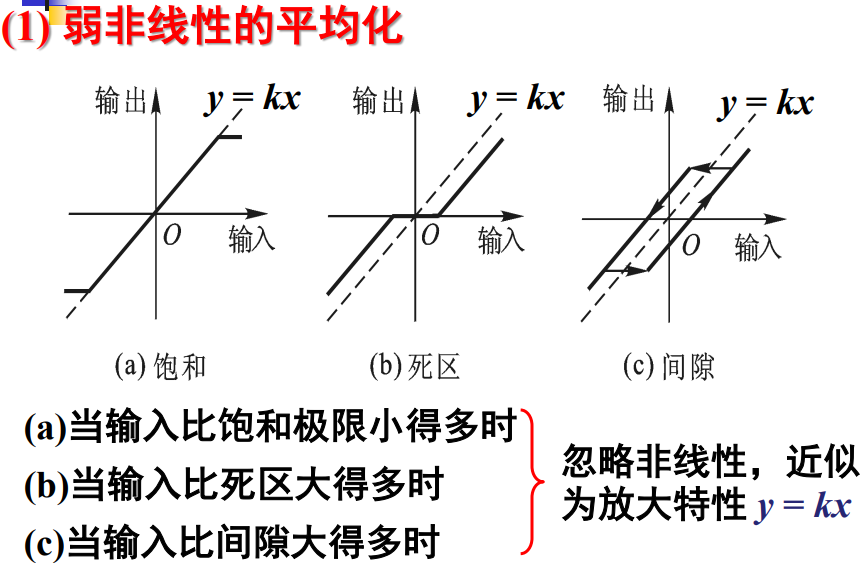 (1) 弱非线性的平均化
输出 y = kx 输出 y = kx 输出 y = kx
O 输入 O 输入 O 输入
(a) 饱和 (b) 死区 (c) 间隙
(a)当输入比饱和极限小得多时
(b)当输入比死区大得多时
(c)当输入比间隙大得多时
忽略非线性，近似
为放大特性 y = kx